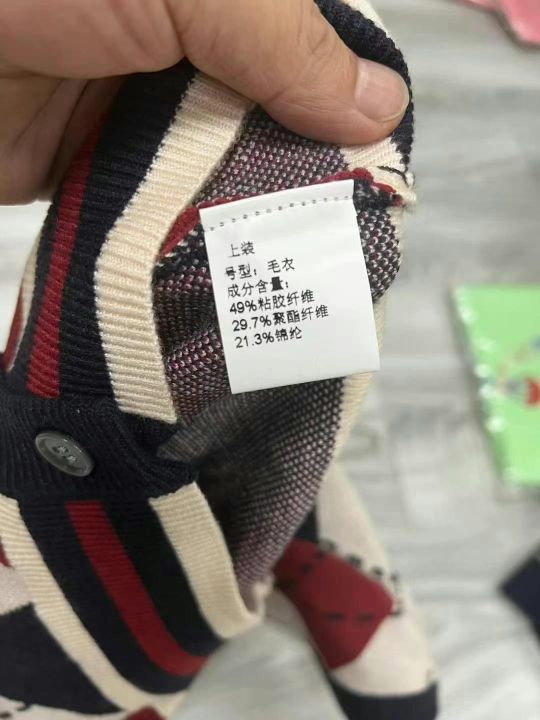 上装
号型：毛衣
成分含量：
49%粘胶纤维
29.7%聚酯纤维
21.3%锦纶